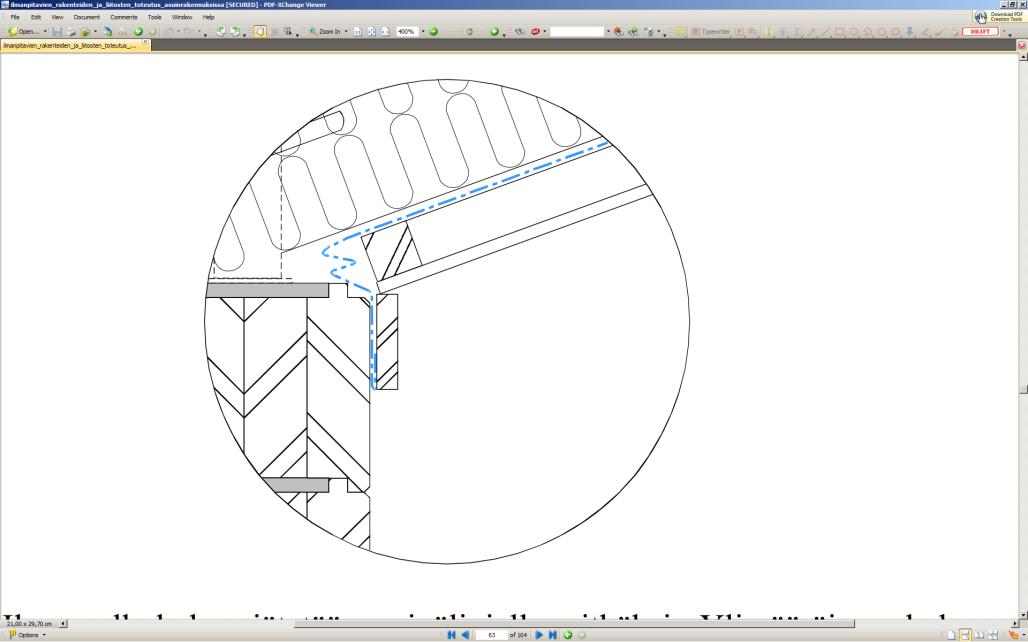 ilmanpitavien_rakenteiden_ja_liitosten_toteutus_asuinrakennuksissa [SECURED] - PDF-XChange Viewer
File Edit View Document Comments Tools Window Help
Download PDF
Creation Tools
Open... Zoom In 400% Typewriter DRAFT
ilmanpitavien_rakenteiden_ja_liitosten_toteutus_...
21,00 x 29,70 cm
Options 63 of 104